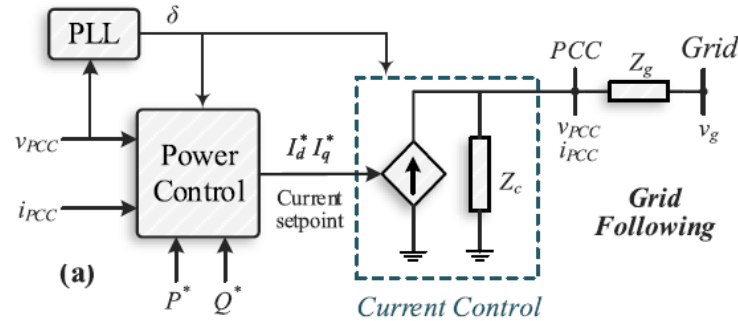 PLL
δ
PCC
Z_g
Grid
v_PCC
Power
Control
I_d^* I_q^*
Current
setpoint
Z_c
v_PCC
i_PCC
v_g
i_PCC
Grid
Following
(a)
P^*
Q^*
Current Control